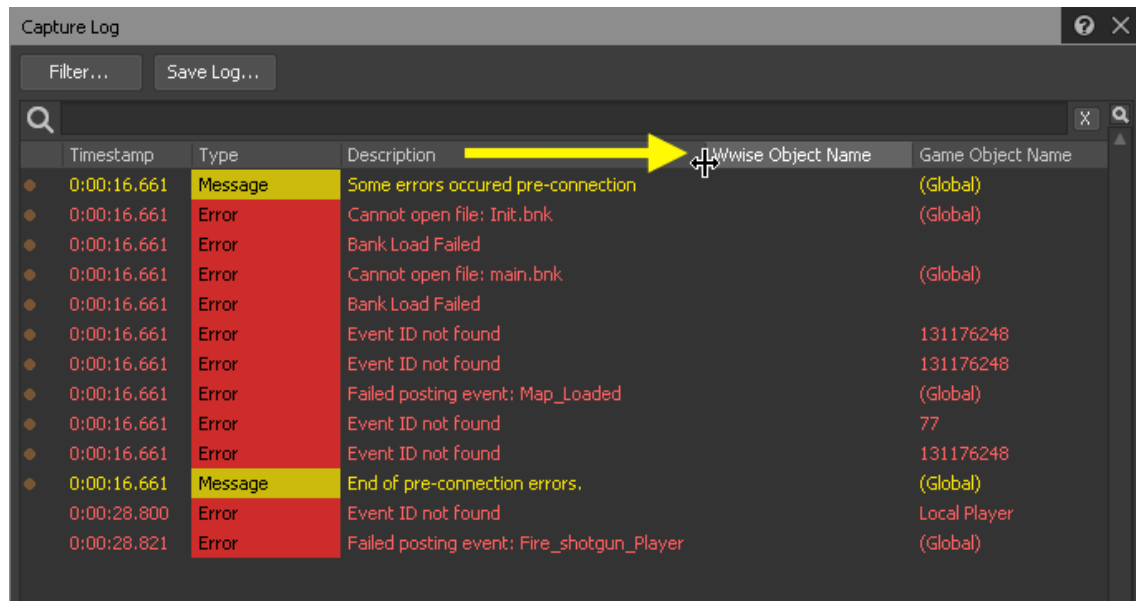 Capture Log
Filter... Save Log...
X
Timestamp Type Description Wwise Object Name Game Object Name
0:00:16.661 Message Some errors occured pre-connection (Global)
0:00:16.661 Error Cannot open file: Init.bnk (Global)
0:00:16.661 Error Bank Load Failed
0:00:16.661 Error Cannot open file: main.bnk (Global)
0:00:16.661 Error Bank Load Failed
0:00:16.661 Error Event ID not found 131176248
0:00:16.661 Error Event ID not found 131176248
0:00:16.661 Error Failed posting event: Map_Loaded (Global)
0:00:16.661 Error Event ID not found 77
0:00:16.661 Error Event ID not found 131176248
0:00:16.661 Message End of pre-connection errors. (Global)
0:00:28.800 Error Event ID not found Local Player
0:00:28.821 Error Failed posting event: Fire_shotgun_Player (Global)